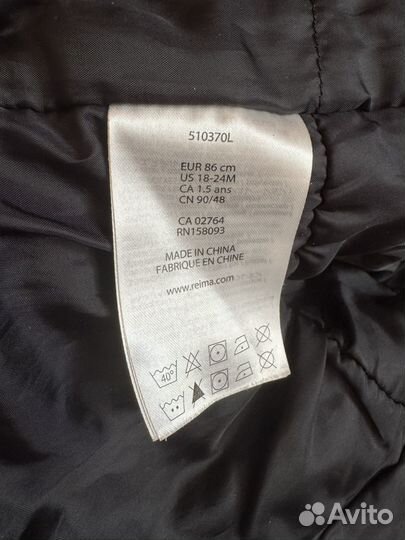 510370L
EUR 86 cm
US 18-24M
CA 1.5 ans
CN 90/48
CA 02764
RN158093
MADE IN CHINA
FABRIQUE EN CHINE
www.reima.com
40°
Avito